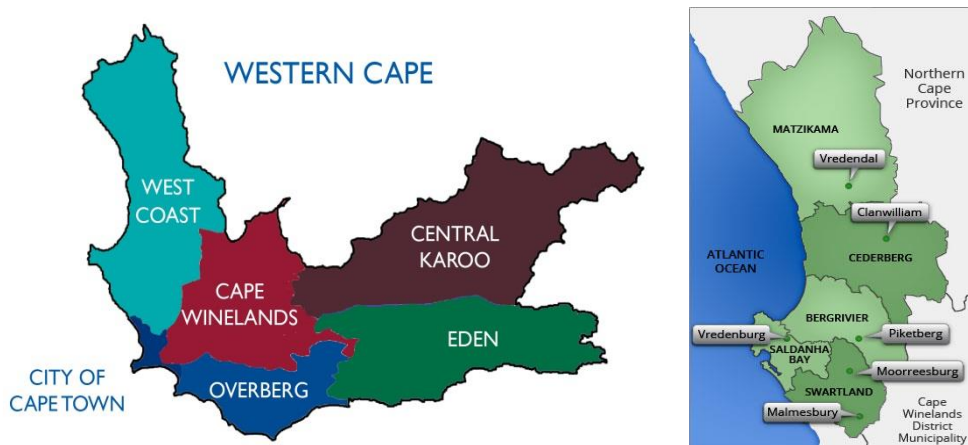 WESTERN CAPE
WEST
COAST
CENTRAL
KAROO
CAPE
WINELANDS
EDEN
OVERBERG
CITY OF
CAPE TOWN
Northern
Cape
Province
MATZIKAMA
Vredendal
Clanwilliam
ATLANTIC
OCEAN
CEDERBERG
BERGRIVIER
Vredenburg
Piketberg
SALDANHA
BAY
Moorreesburg
SWARTLAND
Malmesbury
Cape
Winelands
District
Municipality